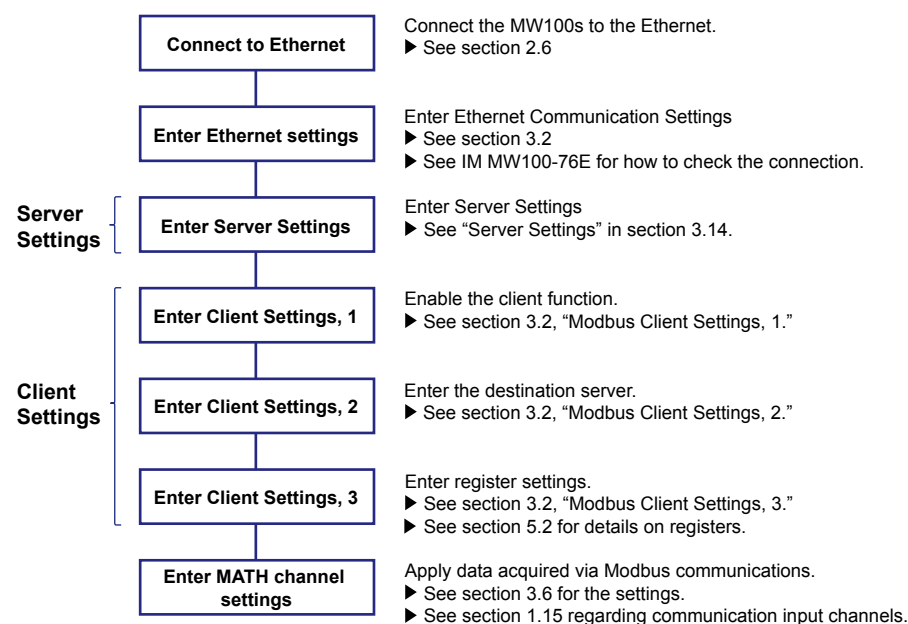 Connect to Ethernet
Connect the MW100s to the Ethernet.
▶ See section 2.6
Enter Ethernet settings
Enter Ethernet Communication Settings
▶ See section 3.2
▶ See IM MW100-76E for how to check the connection.
Server
Settings
Enter Server Settings
Enter Server Settings
▶ See “Server Settings” in section 3.14.
Client
Settings
Enter Client Settings, 1
Enable the client function.
▶ See section 3.2, “Modbus Client Settings, 1.”
Enter Client Settings, 2
Enter the destination server.
▶ See section 3.2, “Modbus Client Settings, 2.”
Enter Client Settings, 3
Enter register settings.
▶ See section 3.2, “Modbus Client Settings, 3.”
▶ See section 5.2 for details on registers.
Enter MATH channel
settings
Apply data acquired via Modbus communications.
▶ See section 3.6 for the settings.
▶ See section 1.15 regarding communication input channels.